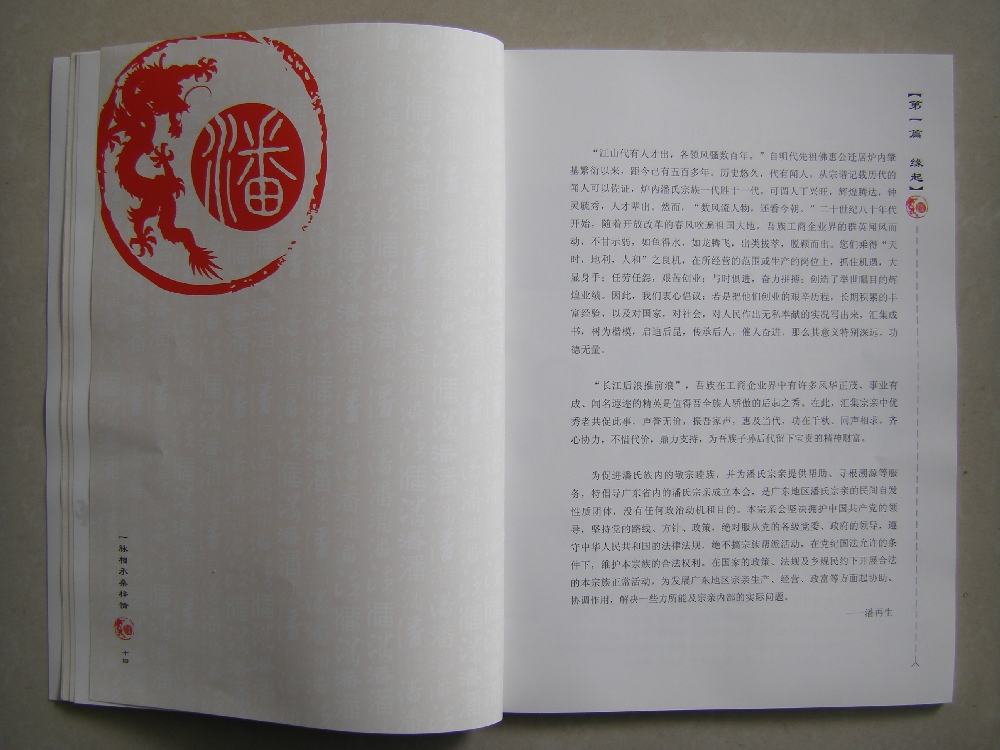 潘
一脉相承桑梓情
十四
【第一篇 缘起】
“江山代有人才出，各领风骚数百年。”自明代先祖佛惠公迁居炉内肇
基繁衍以来，距今已有五百多年。历史悠久，代有闻人。从宗谱记载历代的
闻人可以佐证，炉内潘氏宗族一代胜于一代，可谓人丁兴旺，辉煌腾达，钟
灵毓秀，人才辈出。然而，“数风流人物，还看今朝。”二十世纪八十年代
开始，随着开放改革的春风吹遍祖国大地，吾族工商企业界的群英闻风而
动，不甘示弱，如鱼得水，如龙腾飞，出类拔萃，脱颖而出。您们乘得“天
时、地利、人和”之良机，在所经营的范围或生产的岗位上，抓住机遇，大
显身手；任劳任怨，艰苦创业；与时俱进，奋力拼搏；创造了举世瞩目的辉
煌业绩。因此，我们衷心倡议；若是把他们创业的艰辛历程，长期积累的丰
富经验，以及对国家，对社会，对人民作出无私奉献的实况写出来，汇集成
书，树为楷模，启迪后昆，传承后人，催人奋进，那么其意义特别深远，功
德无量。
“长江后浪推前浪”，吾族在工商企业界中有许多风华正茂、事业有
成、闻名遐迩的精英是值得吾全族人骄傲的后起之秀。在此，汇集宗亲中优
秀者共促此事，声誉无价，振吾家声，惠及当代，功在千秋，同声相求，齐
心协力，不惜代价，鼎力支持，为吾族子孙后代留下宝贵的精神财富。
为促进潘氏族内的敬宗睦族，并为潘氏宗亲提供帮助、寻根溯源等服
务，特倡导广东省内的潘氏宗亲成立本会，是广东地区潘氏宗亲的民间自发
性质团体，没有任何政治动机和目的。本宗亲会坚决拥护中国共产党的领
导，坚持党的路线、方针、政策，绝对服从党的各级党委、政府的领导，遵
守中华人民共和国的法律法规，绝不搞宗族帮派活动，在党纪国法允许的条
件下，维护本宗族的合法权利。在国家的政策、法规及乡规民约下开展合法
的本宗族正常活动，为发展广东地区宗亲生产、经营、致富等方面起协助、
协调作用，解决一些力所能及宗亲内部的实际问题。
——潘再生